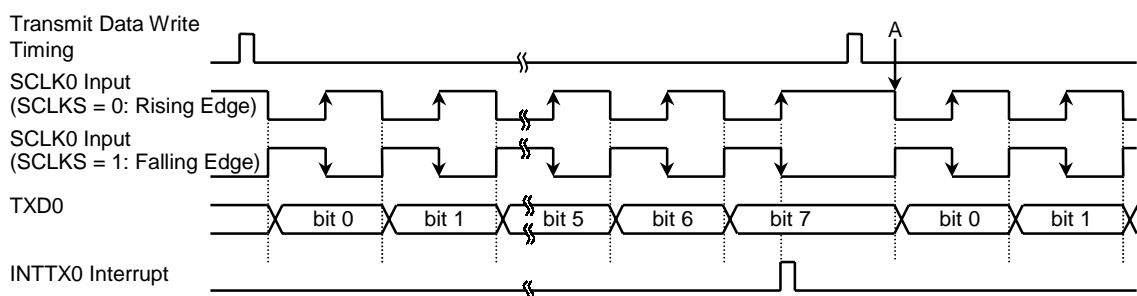 Transmit Data Write
Timing
A
SCLK0 Input
(SCLKS = 0: Rising Edge)
SCLK0 Input
(SCLKS = 1: Falling Edge)
TXD0
bit 0
bit 1
bit 5
bit 6
bit 7
bit 0
bit 1
INTTX0 Interrupt